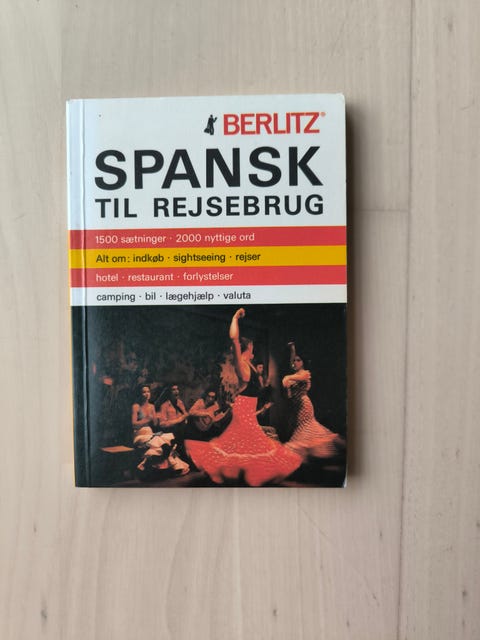 BERLITZ®
SPANSK
TIL REJSEBRUG
1500 sætninger · 2000 nyttige ord
Alt om: indkøb · sightseeing · rejser
hotel · restaurant · forlystelser
camping · bil · lægehjælp · valuta